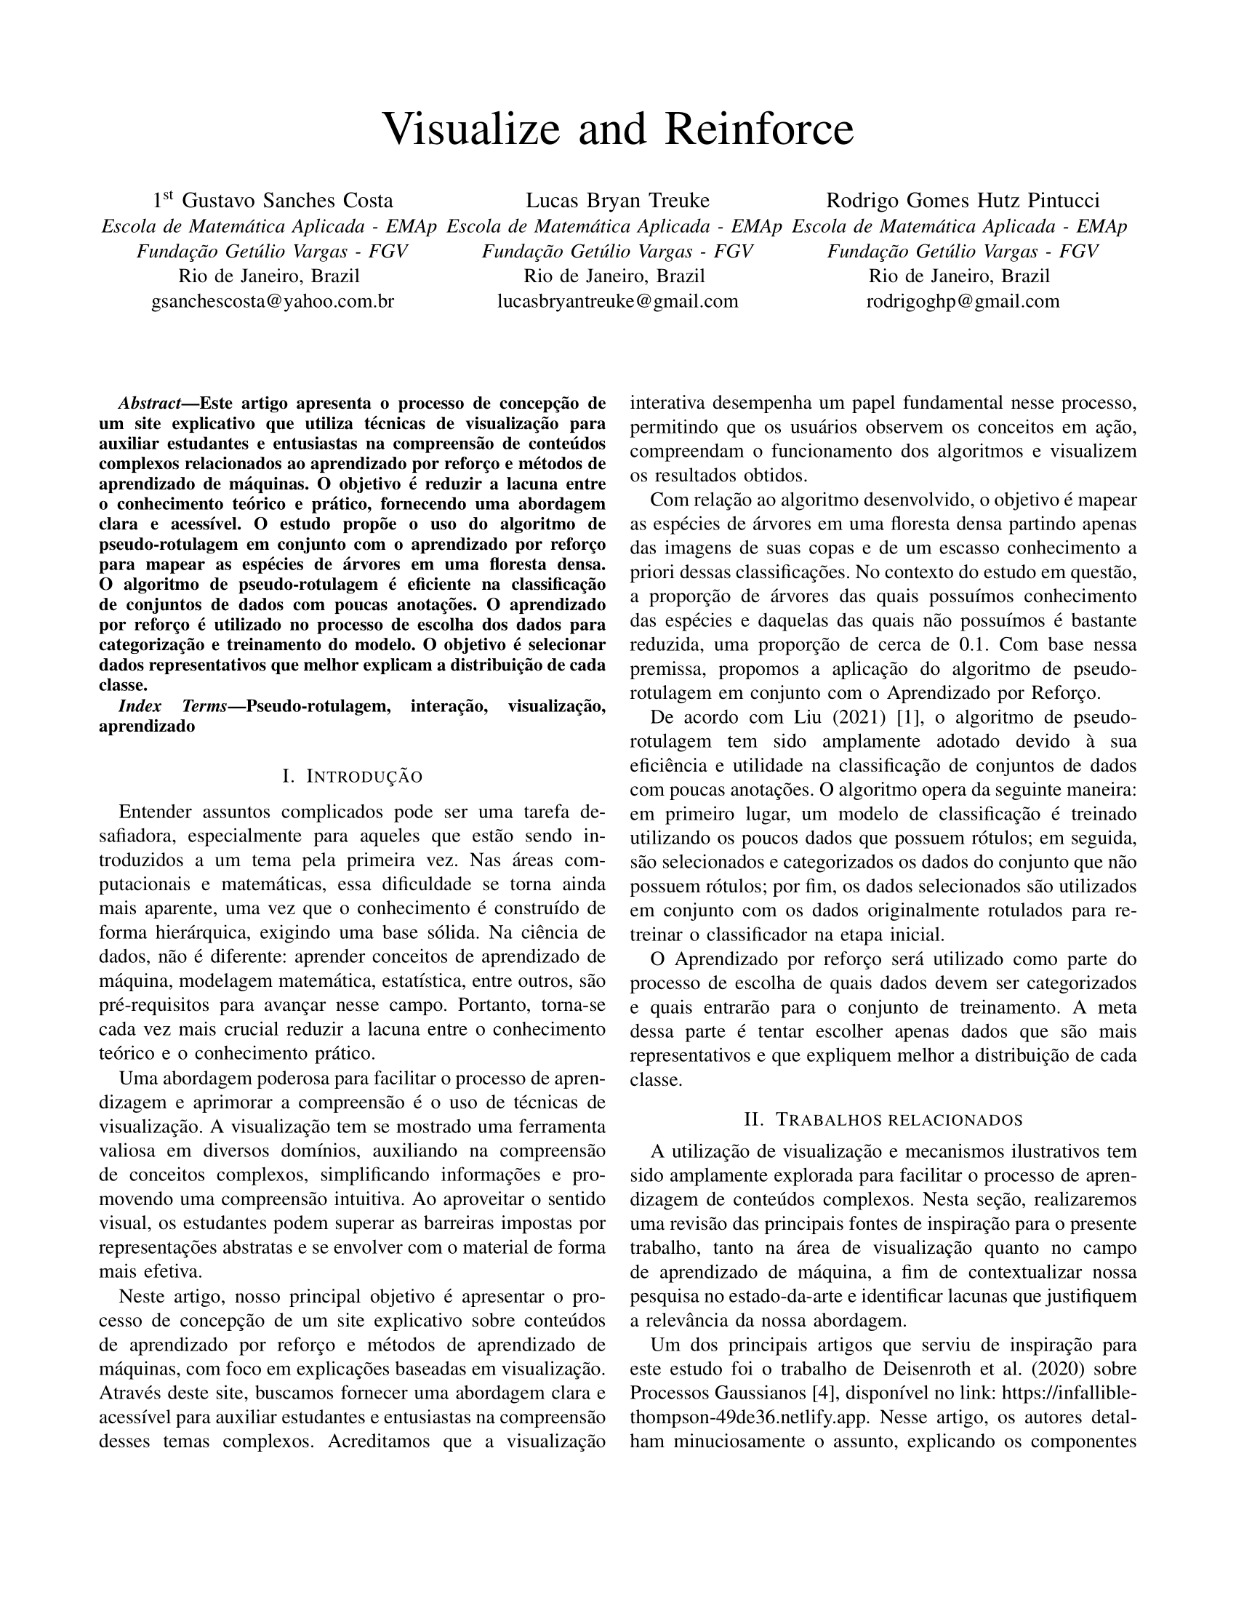 Visualize and Reinforce
1st Gustavo Sanches Costa
Escola de Matemática Aplicada - EMAp
Fundação Getúlio Vargas - FGV
Rio de Janeiro, Brazil
gsanchescosta@yahoo.com.br
Lucas Bryan Treuke
Escola de Matemática Aplicada - EMAp
Fundação Getúlio Vargas - FGV
Rio de Janeiro, Brazil
lucasbryantreuke@gmail.com
Rodrigo Gomes Hutz Pintucci
Escola de Matemática Aplicada - EMAp
Fundação Getúlio Vargas - FGV
Rio de Janeiro, Brazil
rodrigoghp@gmail.com
Abstract—Este artigo apresenta o processo de concepção de
um site explicativo que utiliza técnicas de visualização para
auxiliar estudantes e entusiastas na compreensão de conteúdos
complexos relacionados ao aprendizado por reforço e métodos de
aprendizado de máquinas. O objetivo é reduzir a lacuna entre
o conhecimento teórico e prático, fornecendo uma abordagem
clara e acessível. O estudo propõe o uso do algoritmo de
pseudo-rotulagem em conjunto com o aprendizado por reforço
para mapear as espécies de árvores em uma floresta densa.
O algoritmo de pseudo-rotulagem é eficiente na classificação
de conjuntos de dados com poucas anotações. O aprendizado
por reforço é utilizado no processo de escolha dos dados para
categorização e treinamento do modelo. O objetivo é selecionar
dados representativos que melhor explicam a distribuição de cada
classe.
Index Terms—Pseudo-rotulagem, interação, visualização,
aprendizado
I. INTRODUÇÃO
Entender assuntos complicados pode ser uma tarefa de-
safiadora, especialmente para aqueles que estão sendo in-
troduzidos a um tema pela primeira vez. Nas áreas com-
putacionais e matemáticas, essa dificuldade se torna ainda
mais aparente, uma vez que o conhecimento é construído de
forma hierárquica, exigindo uma base sólida. Na ciência de
dados, não é diferente: aprender conceitos de aprendizado de
máquina, modelagem matemática, estatística, entre outros, são
pré-requisitos para avançar nesse campo. Portanto, torna-se
cada vez mais crucial reduzir a lacuna entre o conhecimento
teórico e o conhecimento prático.
Uma abordagem poderosa para facilitar o processo de apren-
dizagem e aprimorar a compreensão é o uso de técnicas de
visualização. A visualização tem se mostrado uma ferramenta
valiosa em diversos domínios, auxiliando na compreensão
de conceitos complexos, simplificando informações e pro-
movendo uma compreensão intuitiva. Ao aproveitar o sentido
visual, os estudantes podem superar as barreiras impostas por
representações abstratas e se envolver com o material de forma
mais efetiva.
Neste artigo, nosso principal objetivo é apresentar o pro-
cesso de concepção de um site explicativo sobre conteúdos
de aprendizado por reforço e métodos de aprendizado de
máquinas, com foco em explicações baseadas em visualização.
Através deste site, buscamos fornecer uma abordagem clara e
acessível para auxiliar estudantes e entusiastas na compreensão
desses temas complexos. Acreditamos que a visualização
interativa desempenha um papel fundamental nesse processo,
permitindo que os usuários observem os conceitos em ação,
compreendam o funcionamento dos algoritmos e visualizem
os resultados obtidos.
Com relação ao algoritmo desenvolvido, o objetivo é mapear
as espécies de árvores em uma floresta densa partindo apenas
das imagens de suas copas e de um escasso conhecimento a
priori dessas classificações. No contexto do estudo em questão,
a proporção de árvores das quais possuímos conhecimento
das espécies e daquelas das quais não possuímos é bastante
reduzida, uma proporção de cerca de 0.1. Com base nessa
premissa, propomos a aplicação do algoritmo de pseudo-
rotulagem em conjunto com o Aprendizado por Reforço.
De acordo com Liu (2021) [1], o algoritmo de pseudo-
rotulagem tem sido amplamente adotado devido à sua
eficiência e utilidade na classificação de conjuntos de dados
com poucas anotações. O algoritmo opera da seguinte maneira:
em primeiro lugar, um modelo de classificação é treinado
utilizando os poucos dados que possuem rótulos; em seguida,
são selecionados e categorizados os dados do conjunto que não
possuem rótulos; por fim, os dados selecionados são utilizados
em conjunto com os dados originalmente rotulados para re-
treinar o classificador na etapa inicial.
O Aprendizado por reforço será utilizado como parte do
processo de escolha de quais dados devem ser categorizados
e quais entrarão para o conjunto de treinamento. A meta
dessa parte é tentar escolher apenas dados que são mais
representativos e que expliquem melhor a distribuição de cada
classe.
II. TRABALHOS RELACIONADOS
A utilização de visualização e mecanismos ilustrativos tem
sido amplamente explorada para facilitar o processo de apren-
dizagem de conteúdos complexos. Nesta seção, realizaremos
uma revisão das principais fontes de inspiração para o presente
trabalho, tanto na área de visualização quanto no campo
de aprendizado de máquina, a fim de contextualizar nossa
pesquisa no estado-da-arte e identificar lacunas que justifiquem
a relevância da nossa abordagem.
Um dos principais artigos que serviu de inspiração para
este estudo foi o trabalho de Deisenroth et al. (2020) sobre
Processos Gaussianos [4], disponível no link: https://infallible-
thompson-49de36.netlify.app. Nesse artigo, os autores detal-
ham minuciosamente o assunto, explicando os componentes